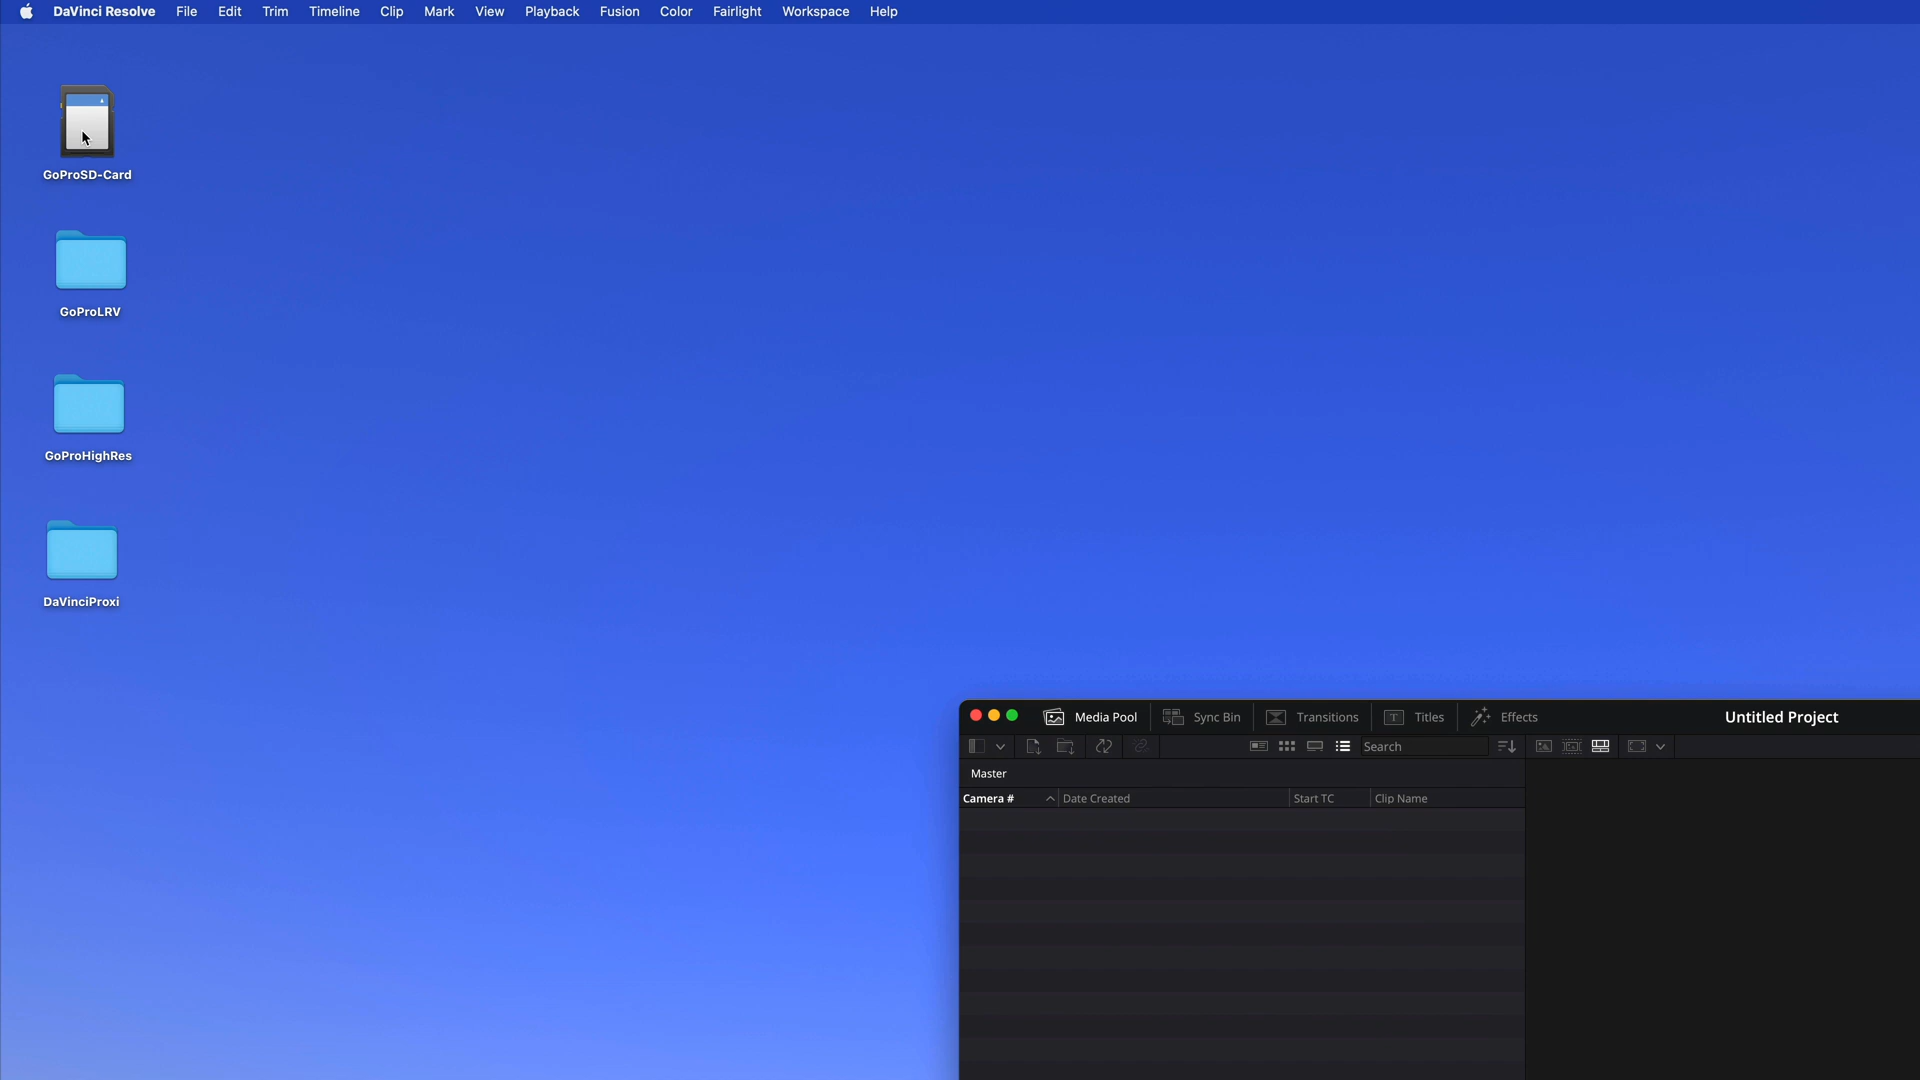 DaVinci Resolve File Edit Trim Timeline Clip Mark View Playback Fusion Color Fairlight Workspace Help
GoProSD-Card
GoProLRV
GoProHighRes
DaVinciProxi
Media Pool Sync Bin Transitions Titles Effects Untitled Project
Search
Master
Camera # Date Created Start TC Clip Name